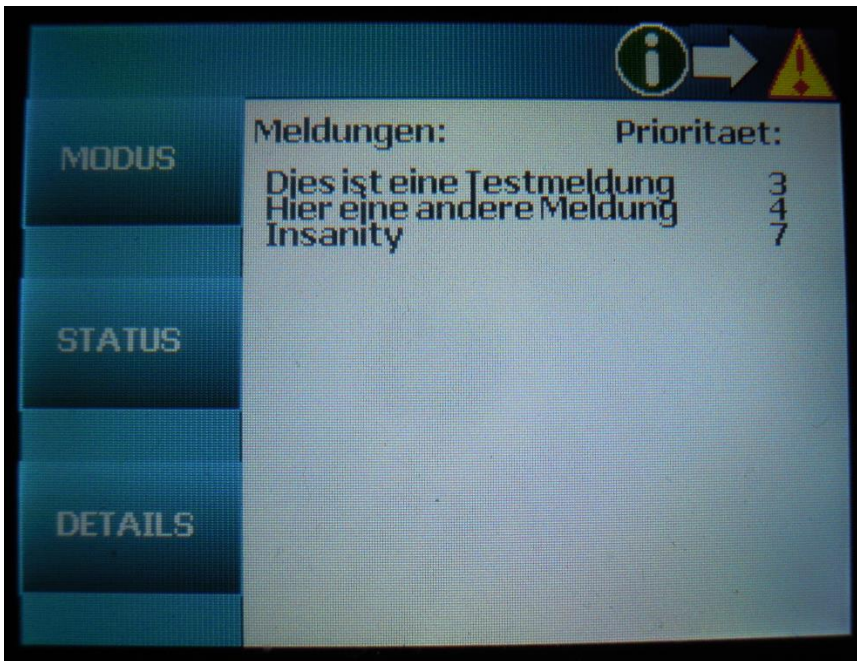 MODUS
STATUS
DETAILS
Meldungen: Prioritaet:
Dies ist eine Testmeldung 3
Hier eine andere Meldung 4
Insanity 7